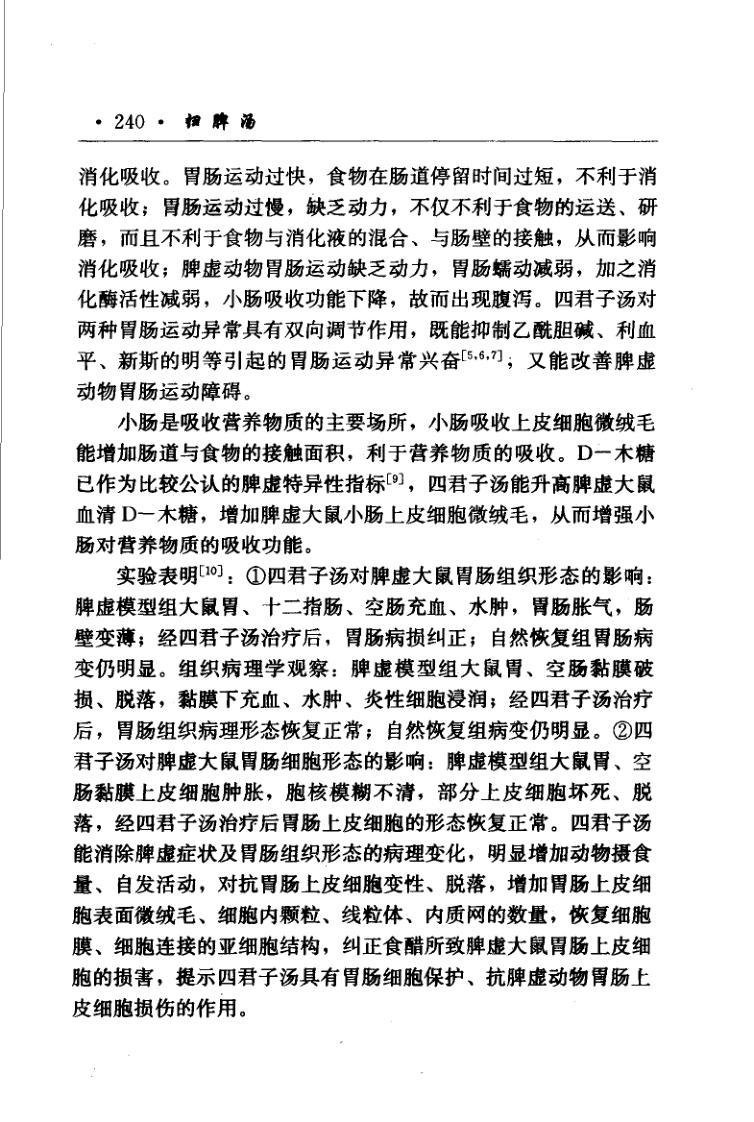 · 240 · 归脾汤
消化吸收。胃肠运动过快，食物在肠道停留时间过短，不利于消
化吸收；胃肠运动过慢，缺乏动力，不仅不利于食物的运送、研
磨，而且不利于食物与消化液的混合、与肠壁的接触，从而影响
消化吸收；脾虚动物胃肠运动缺乏动力，胃肠蠕动减弱，加之消
化酶活性减弱，小肠吸收功能下降，故而出现腹泻。四君子汤对
两种胃肠运动异常具有双向调节作用，既能抑制乙酰胆碱、利血
平、新斯的明等引起的胃肠运动异常兴奋[5,6,7]，又能改善脾虚
动物胃肠运动障碍。
小肠是吸收营养物质的主要场所，小肠吸收上皮细胞微绒毛
能增加肠道与食物的接触面积，利于营养物质的吸收。D－木糖
已作为比较公认的脾虚特异性指标[9]，四君子汤能升高脾虚大鼠
血清 D－木糖，增加脾虚大鼠小肠上皮细胞微绒毛，从而增强小
肠对营养物质的吸收功能。
实验表明[10]：①四君子汤对脾虚大鼠胃肠组织形态的影响：
脾虚模型组大鼠胃、十二指肠、空肠充血、水肿，胃肠胀气，肠
壁变薄；经四君子汤治疗后，胃肠病损纠正；自然恢复组胃肠病
变仍明显。组织病理学观察：脾虚模型组大鼠胃、空肠黏膜破
损、脱落，黏膜下充血、水肿、炎性细胞浸润；经四君子汤治疗
后，胃肠组织病理形态恢复正常；自然恢复组病变仍明显。②四
君子汤对脾虚大鼠胃肠细胞形态的影响：脾虚模型组大鼠胃、空
肠黏膜上皮细胞肿胀，胞核模糊不清，部分上皮细胞坏死、脱
落，经四君子汤治疗后胃肠上皮细胞的形态恢复正常。四君子汤
能消除脾虚症状及胃肠组织形态的病理变化，明显增加动物摄食
量、自发活动，对抗胃肠上皮细胞变性、脱落，增加胃肠上皮细
胞表面微绒毛、细胞内颗粒、线粒体、内质网的数量，恢复细胞
膜、细胞连接的亚细胞结构，纠正食醋所致脾虚大鼠胃肠上皮细
胞的损害，提示四君子汤具有胃肠细胞保护、抗脾虚动物胃肠上
皮细胞损伤的作用。